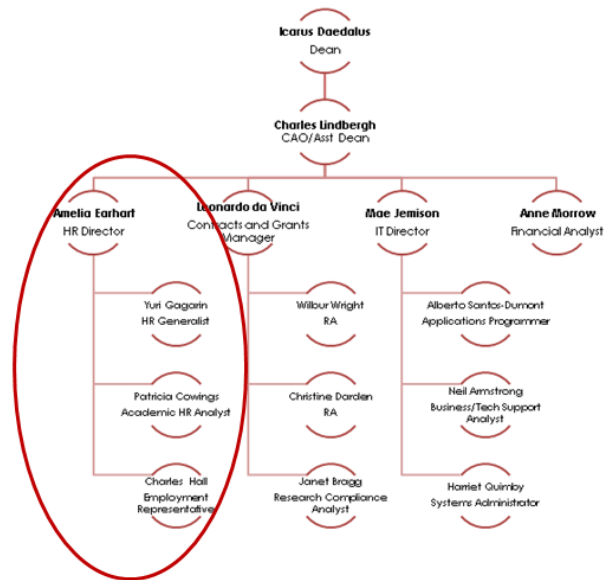 Icarus Daedalus
Dean
Charles Lindbergh
CAO/Asst Dean
Amelia Earhart
HR Director
Leonardo da Vinci
Contracts and Grants
Manager
Mae Jemison
IT Director
Anne Morrow
Financial Analyst
Yuri Gagarin
HR Generalist
Wilbur Wright
RA
Alberto Santos-Dumont
Applications Programmer
Patricia Cowings
Academic HR Analyst
Christine Darden
RA
Neil Armstrong
Business/Tech Support
Analyst
Charles Hall
Employment
Representative
Janet Bragg
Research Compliance
Analyst
Harriet Quimby
Systems Administrator